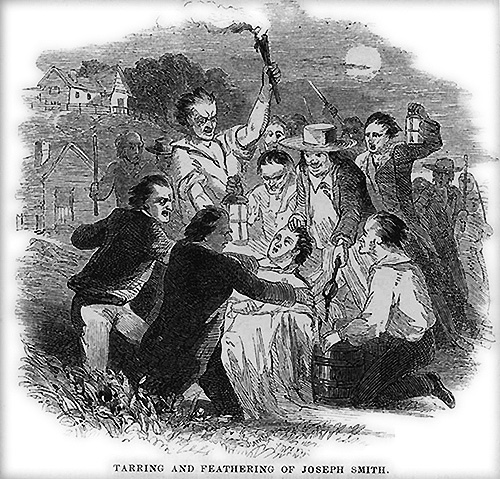 TARRING AND FEATHERING OF JOSEPH SMITH.